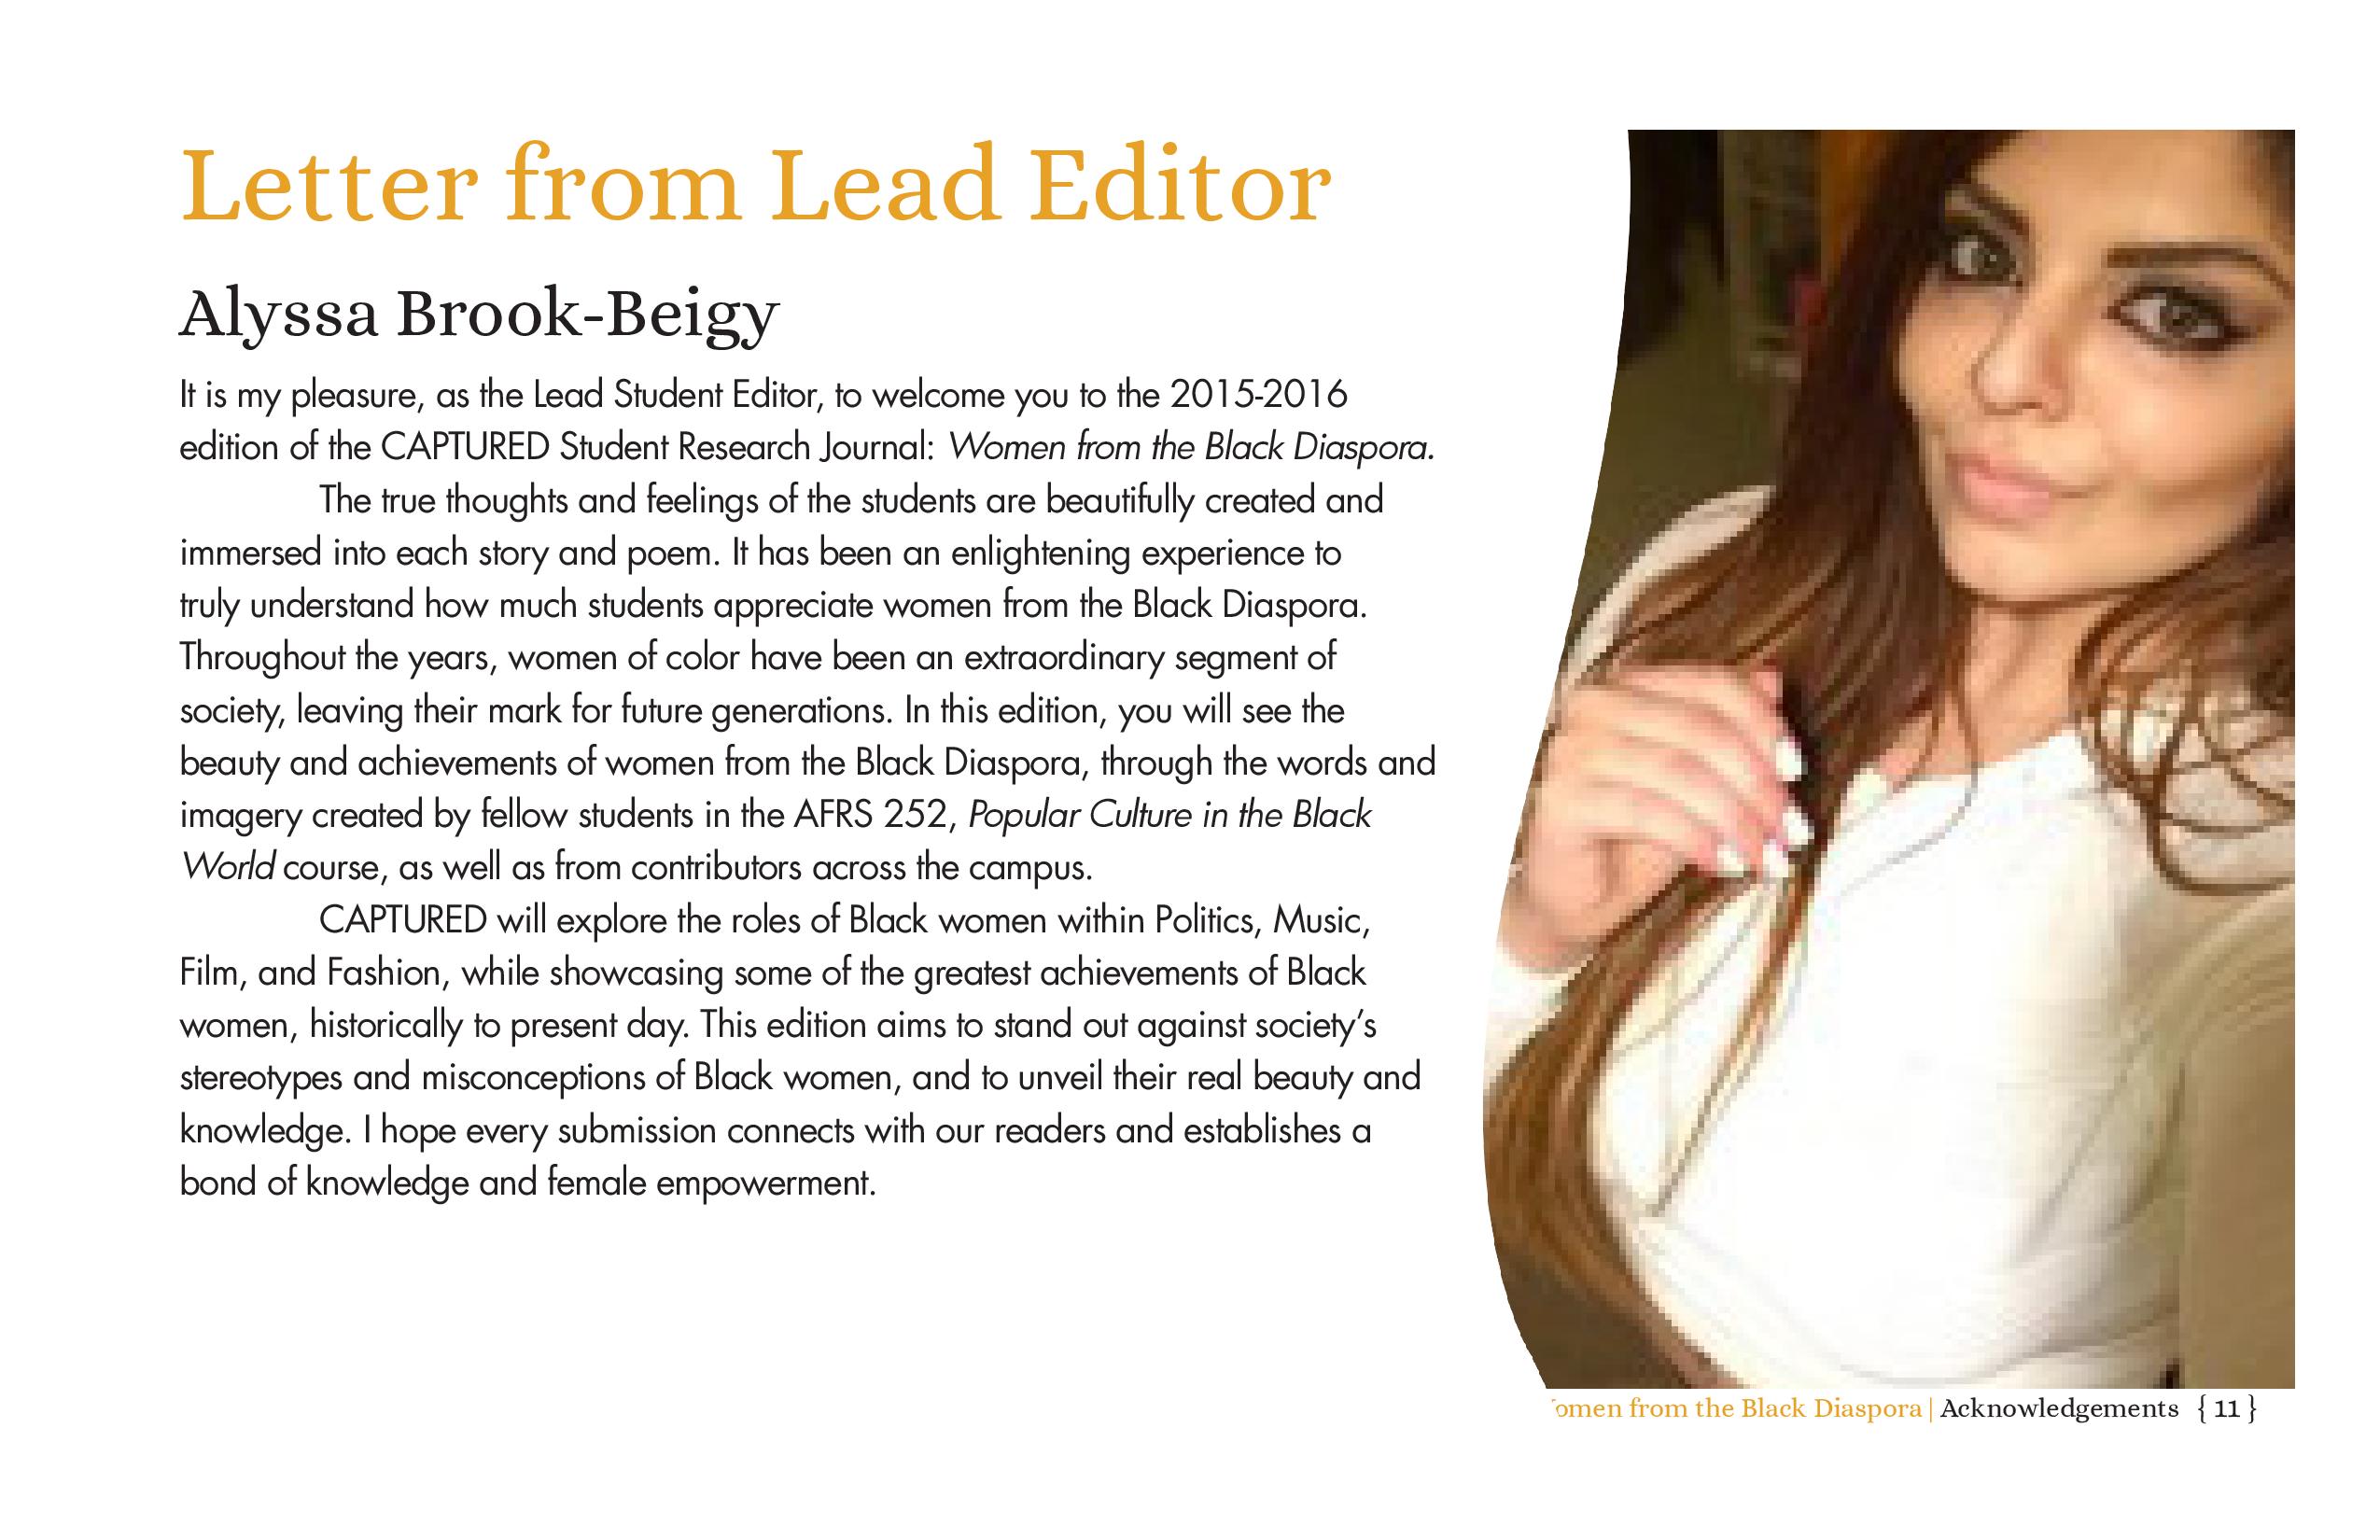 Letter from Lead Editor
Alyssa Brook-Beigy
It is my pleasure, as the Lead Student Editor, to welcome you to the 2015-2016
edition of the CAPTURED Student Research Journal: Women from the Black Diaspora.
The true thoughts and feelings of the students are beautifully created and
immersed into each story and poem. It has been an enlightening experience to
truly understand how much students appreciate women from the Black Diaspora.
Throughout the years, women of color have been an extraordinary segment of
society, leaving their mark for future generations. In this edition, you will see the
beauty and achievements of women from the Black Diaspora, through the words and
imagery created by fellow students in the AFRS 252, Popular Culture in the Black
World course, as well as from contributors across the campus.
CAPTURED will explore the roles of Black women within Politics, Music,
Film, and Fashion, while showcasing some of the greatest achievements of Black
women, historically to present day. This edition aims to stand out against society’s
stereotypes and misconceptions of Black women, and to unveil their real beauty and
knowledge. I hope every submission connects with our readers and establishes a
bond of knowledge and female empowerment.
omen from the Black Diaspora | Acknowledgements { 11 }